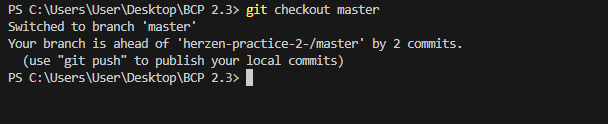 PS C:\Users\User\Desktop\BCP 2.3> git checkout master
Switched to branch 'master'
Your branch is ahead of 'herzen-practice-2-/master' by 2 commits.
  (use "git push" to publish your local commits)
PS C:\Users\User\Desktop\BCP 2.3>